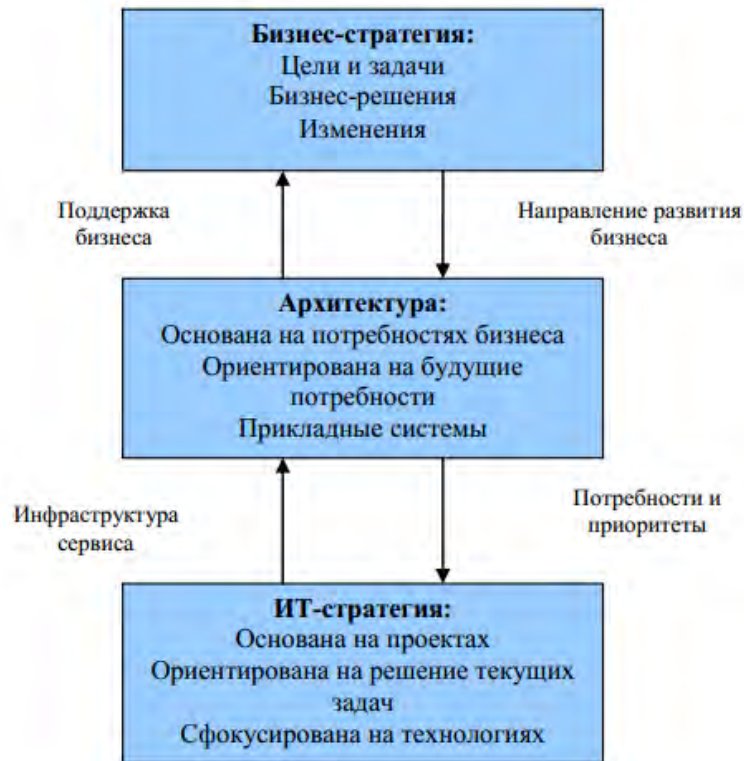 Бизнес-стратегия:
Цели и задачи
Бизнес-решения
Изменения
Поддержка
бизнеса
Направление развития
бизнеса
Архитектура:
Основана на потребностях бизнеса
Ориентирована на будущие
потребности
Прикладные системы
Инфраструктура
сервиса
Потребности и
приоритеты
ИТ-стратегия:
Основана на проектах
Ориентирована на решение текущих
задач
Сфокусирована на технологиях